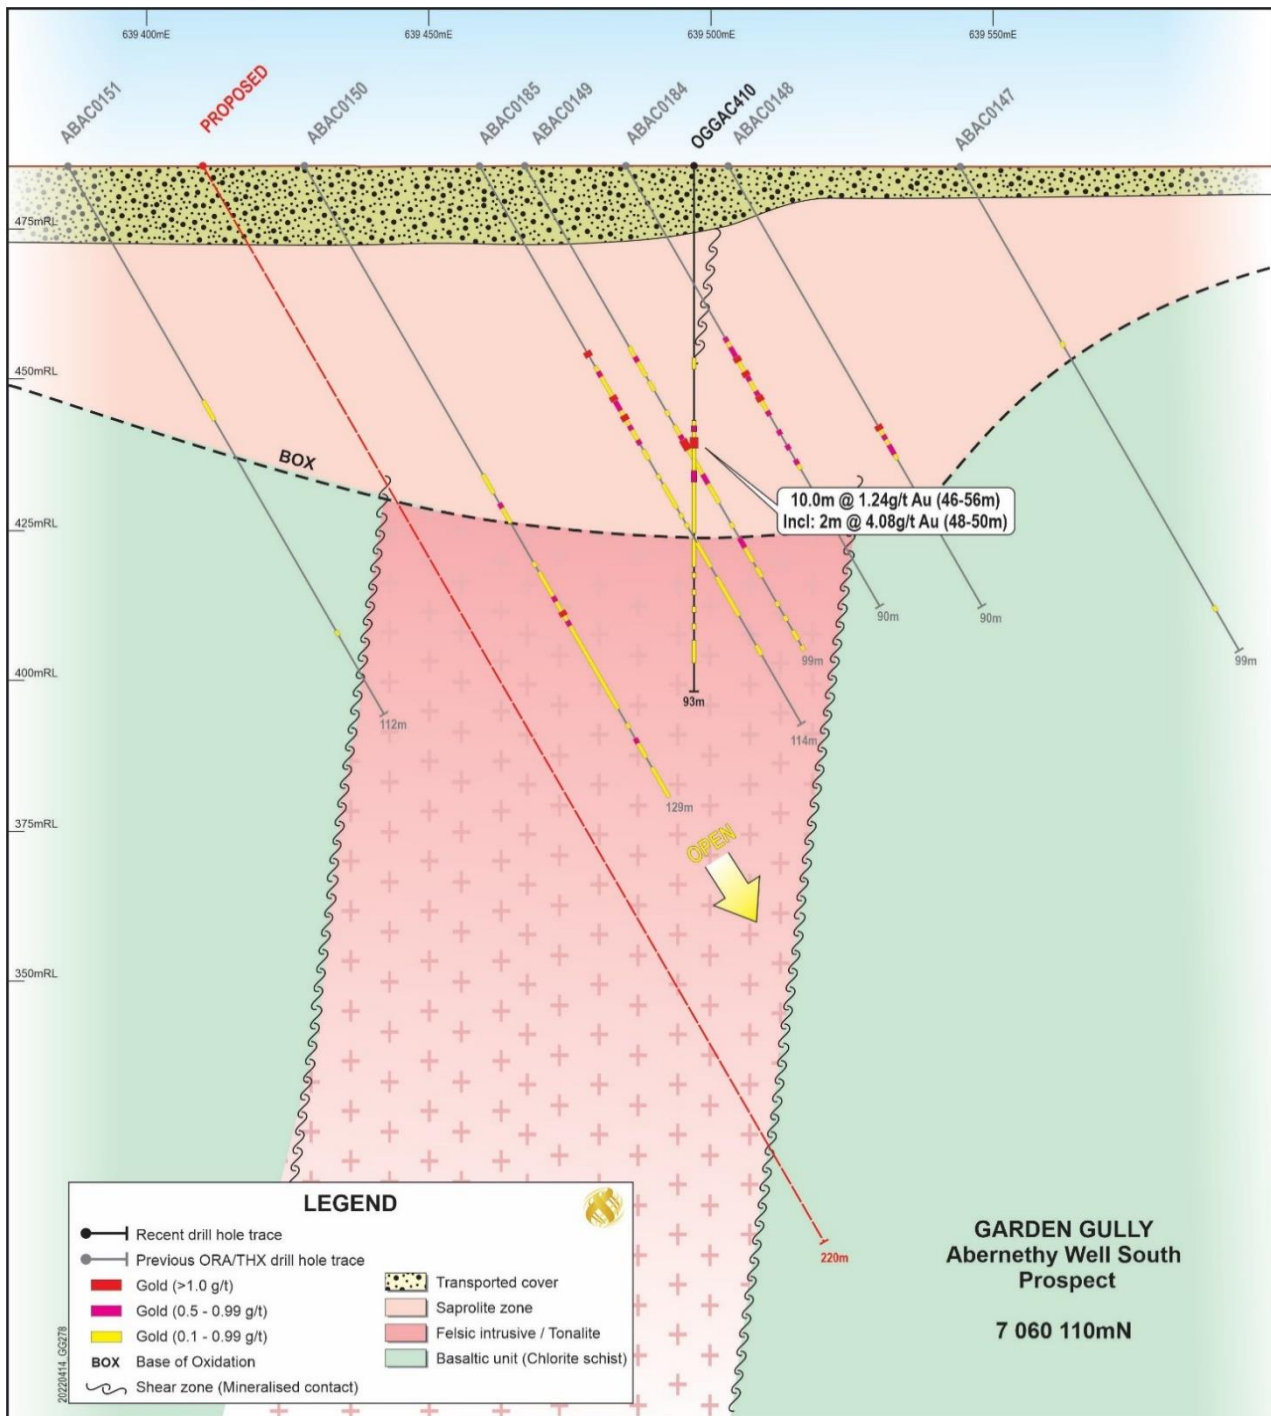 639 400mE
639 450mE
639 500mE
639 550mE
ABAC0151
PROPOSED
ABAC0150
ABAC0185
ABAC0149
ABAC0184
OGGAC410
ABAC0148
ABAC0147
475mRL
450mRL
425mRL
400mRL
375mRL
350mRL
BOX
10.0m @ 1.24g/t Au (46-56m)
Incl: 2m @ 4.08g/t Au (48-50m)
90m
90m
99m
99m
93m
112m
114m
129m
OPEN
220m
LEGEND
Recent drill hole trace
Previous ORA/THX drill hole trace
Gold (>1.0 g/t)
Gold (0.5 - 0.99 g/t)
Gold (0.1 - 0.99 g/t)
BOX Base of Oxidation
Shear zone (Mineralised contact)
Transported cover
Saprolite zone
Felsic intrusive / Tonalite
Basaltic unit (Chlorite schist)
20220414_GG278
GARDEN GULLY
Abernethy Well South
Prospect
7 060 110mN